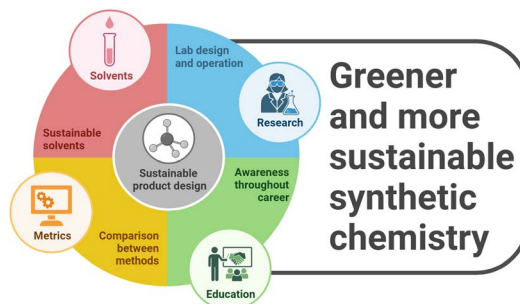 Solvents
Lab design
and operation
Research
Sustainable
solvents
Sustainable
product design
Awareness
throughout
career
Metrics
Comparison
between
methods
Education
Greener
and more
sustainable
synthetic
chemistry